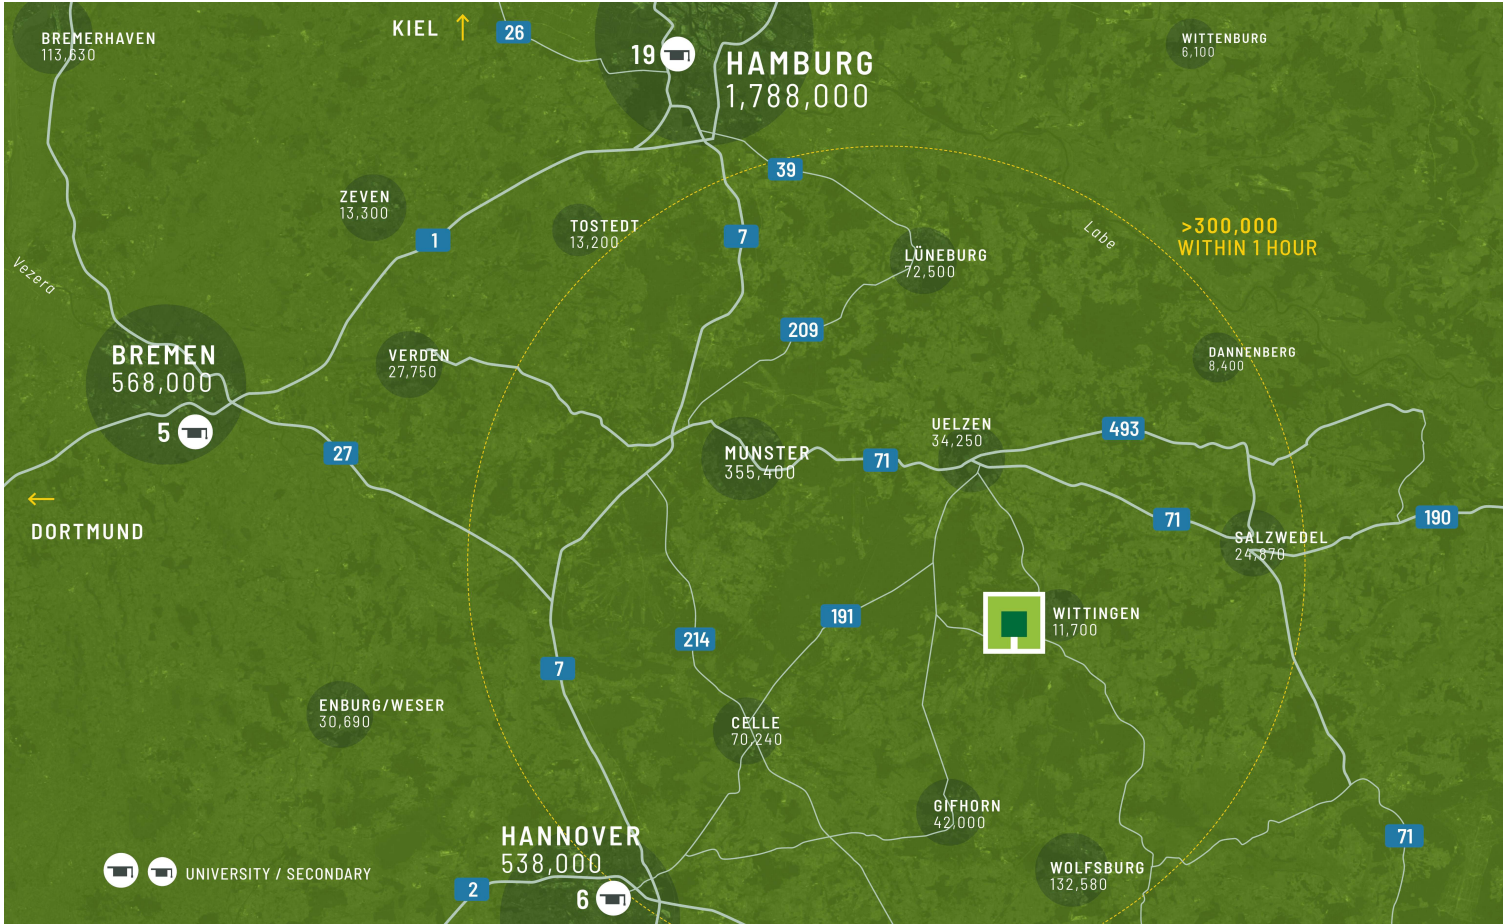 KIEL
26
BREMERHAVEN
113,630
19
HAMBURG
1,788,000
WITTENBURG
6,100
39
ZEVEN
13,300
TOSTEDT
13,200
1
7
LÜNEBURG
72,500
Labe
>300,000
WITHIN 1 HOUR
Vezera
209
BREMEN
568,000
5
VERDEN
27,750
DANNENBERG
8,400
27
MUNSTER
355,400
71
UELZEN
34,250
493
DORTMUND
71
SALZWEDEL
24,870
190
214
191
WITTINGEN
11,700
7
ENBURG/WESER
30,690
CELLE
70,240
GIFHORN
42,000
HANNOVER
538,000
6
2
WOLFSBURG
132,580
71
UNIVERSITY / SECONDARY